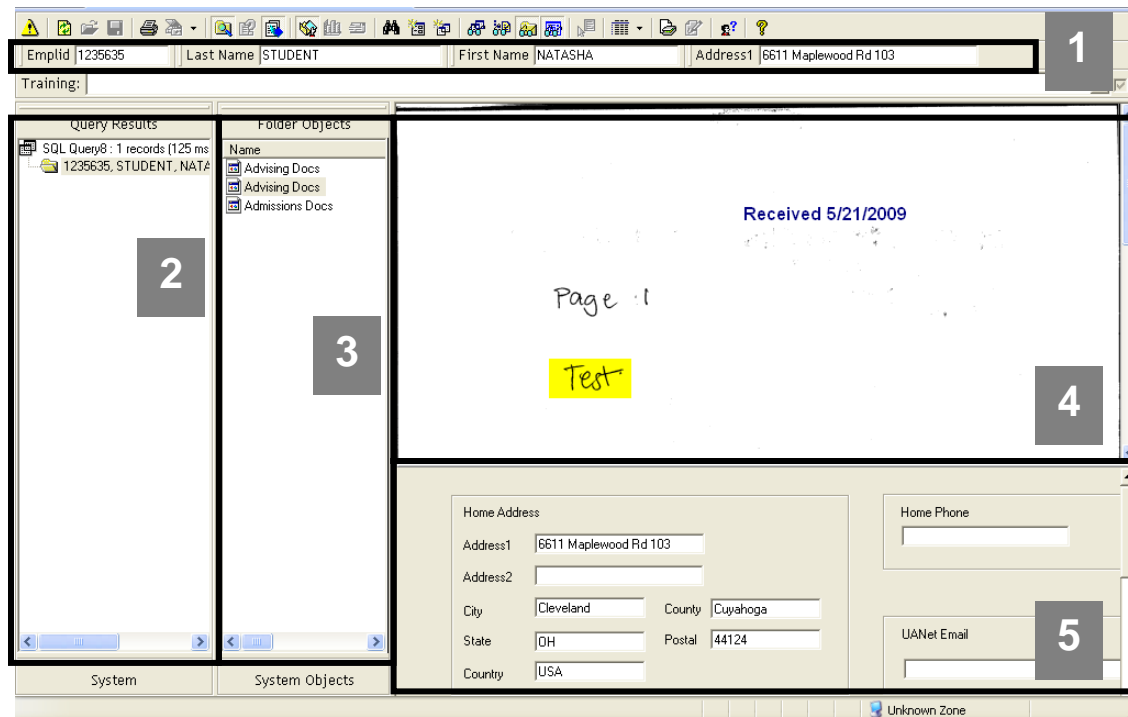 Emplid 1235635 Last Name STUDENT First Name NATASHA Address1 6611 Maplewood Rd 103
1
Training:
Query Results
SQL Query8 : 1 records (125 ms
1235635, STUDENT, NATA
2
System
Folder Objects
Name
Advising Docs
Advising Docs
Admissions Docs
3
System Objects
Received 5/21/2009
Page 1
Test
4
Home Address
Address1 6611 Maplewood Rd 103
Address2
City Cleveland County Cuyahoga
State OH Postal 44124
Country USA
Home Phone
UANet Email
5
Unknown Zone